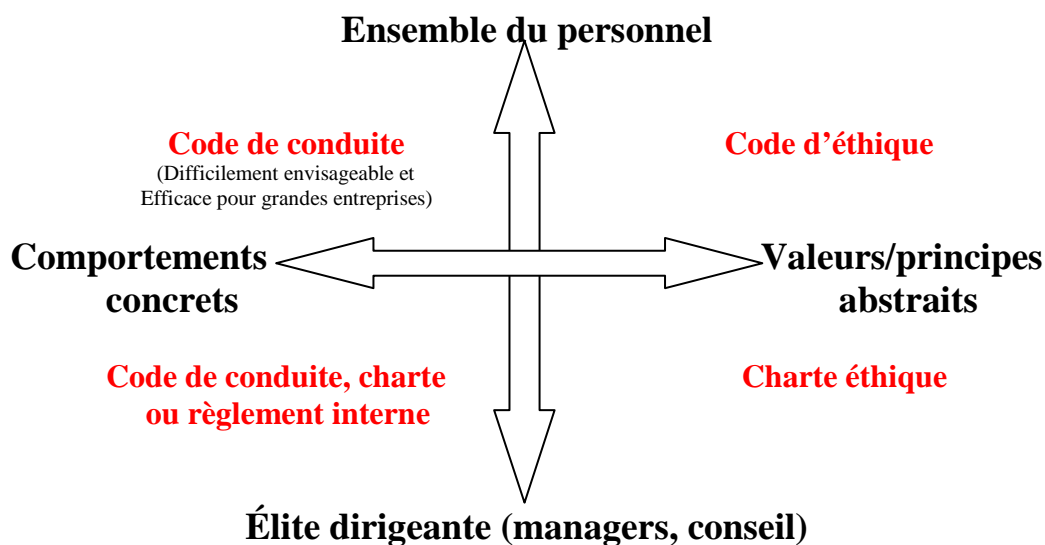 Ensemble du personnel
Code de conduite
(Difficilement envisageable et
Efficace pour grandes entreprises)
Code d’éthique
Comportements
concrets
Valeurs/principes
abstraits
Code de conduite, charte
ou règlement interne
Charte éthique
Élite dirigeante (managers, conseil)